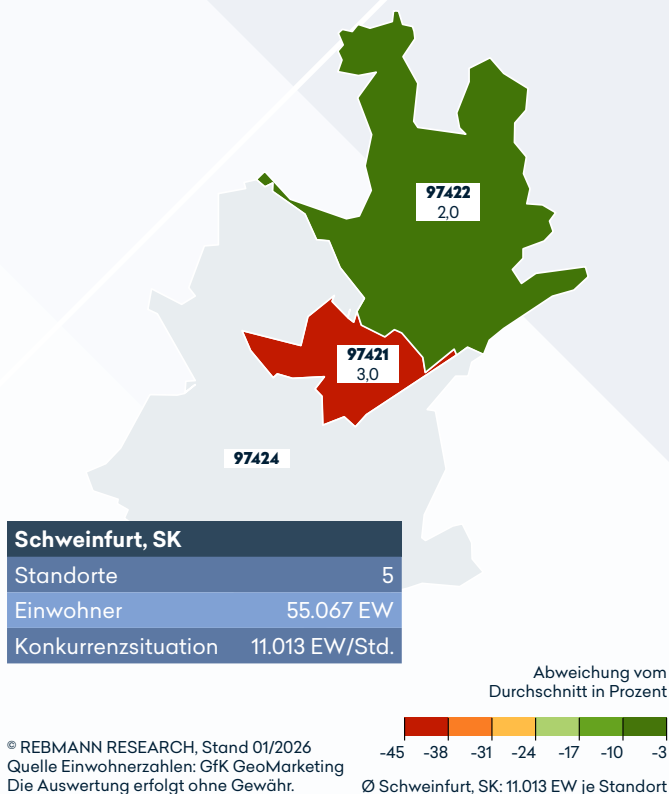 97422
2,0
97421
3,0
97424
Schweinfurt, SK
Standorte 5
Einwohner 55.067 EW
Konkurrenzsituation 11.013 EW/Std.
Abweichung vom
Durchschnitt in Prozent
-45 -38 -31 -24 -17 -10 -3
© REBMANN RESEARCH, Stand 01/2026
Quelle Einwohnerzahlen: GfK GeoMarketing
Die Auswertung erfolgt ohne Gewähr.
Ø Schweinfurt, SK: 11.013 EW je Standort